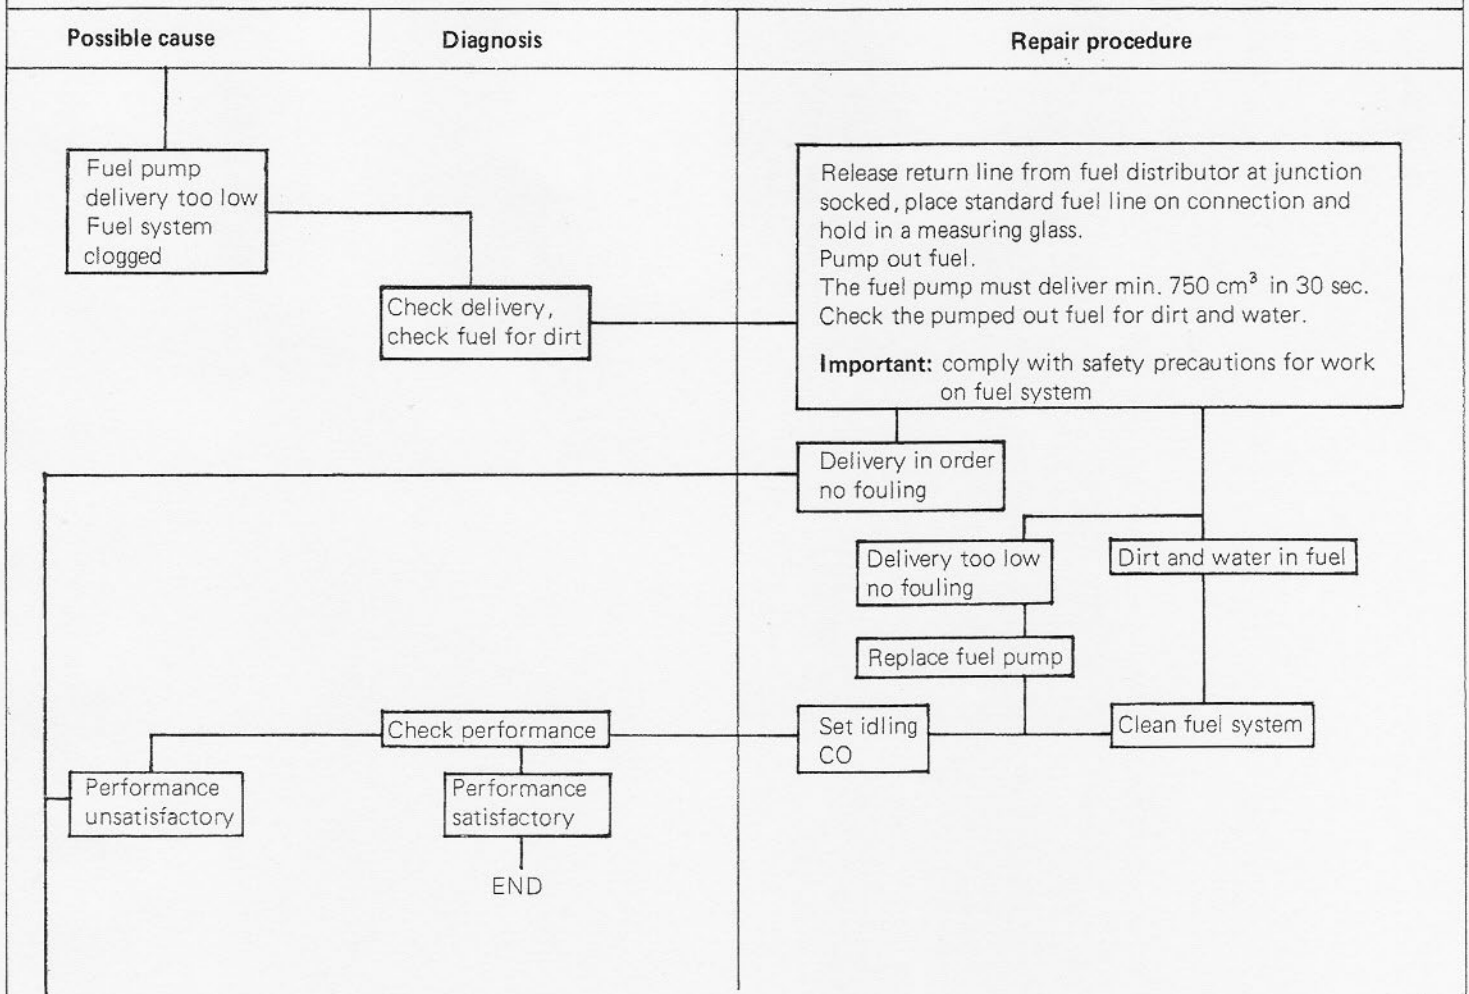 Possible cause
Diagnosis
Repair procedure
Fuel pump
delivery too low
Fuel system
clogged
Check delivery,
check fuel for dirt
Release return line from fuel distributor at junction
socked, place standard fuel line on connection and
hold in a measuring glass.
Pump out fuel.
The fuel pump must deliver min. 750 cm³ in 30 sec.
Check the pumped out fuel for dirt and water.
Important: comply with safety precautions for work
on fuel system
Delivery in order
no fouling
Delivery too low
no fouling
Dirt and water in fuel
Replace fuel pump
Clean fuel system
Set idling
CO
Check performance
Performance
unsatisfactory
Performance
satisfactory
END